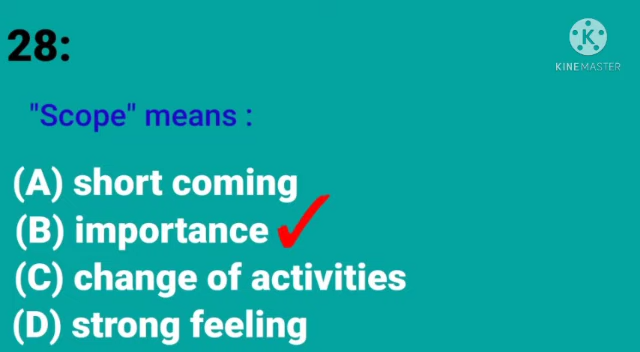 28:
KINEMASTER
"Scope" means :
(A) short coming
(B) importance
(C) change of activities
(D) strong feeling